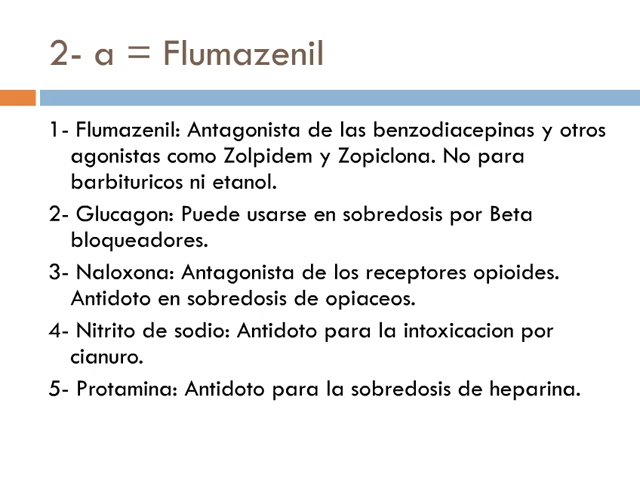 2- a = Flumazenil
1- Flumazenil: Antagonista de las benzodiacepinas y otros
agonistas como Zolpidem y Zopiclona. No para
barbituricos ni etanol.
2- Glucagon: Puede usarse en sobredosis por Beta
bloqueadores.
3- Naloxona: Antagonista de los receptores opioides.
Antidoto en sobredosis de opiaceos.
4- Nitrito de sodio: Antidoto para la intoxicacion por
cianuro.
5- Protamina: Antidoto para la sobredosis de heparina.